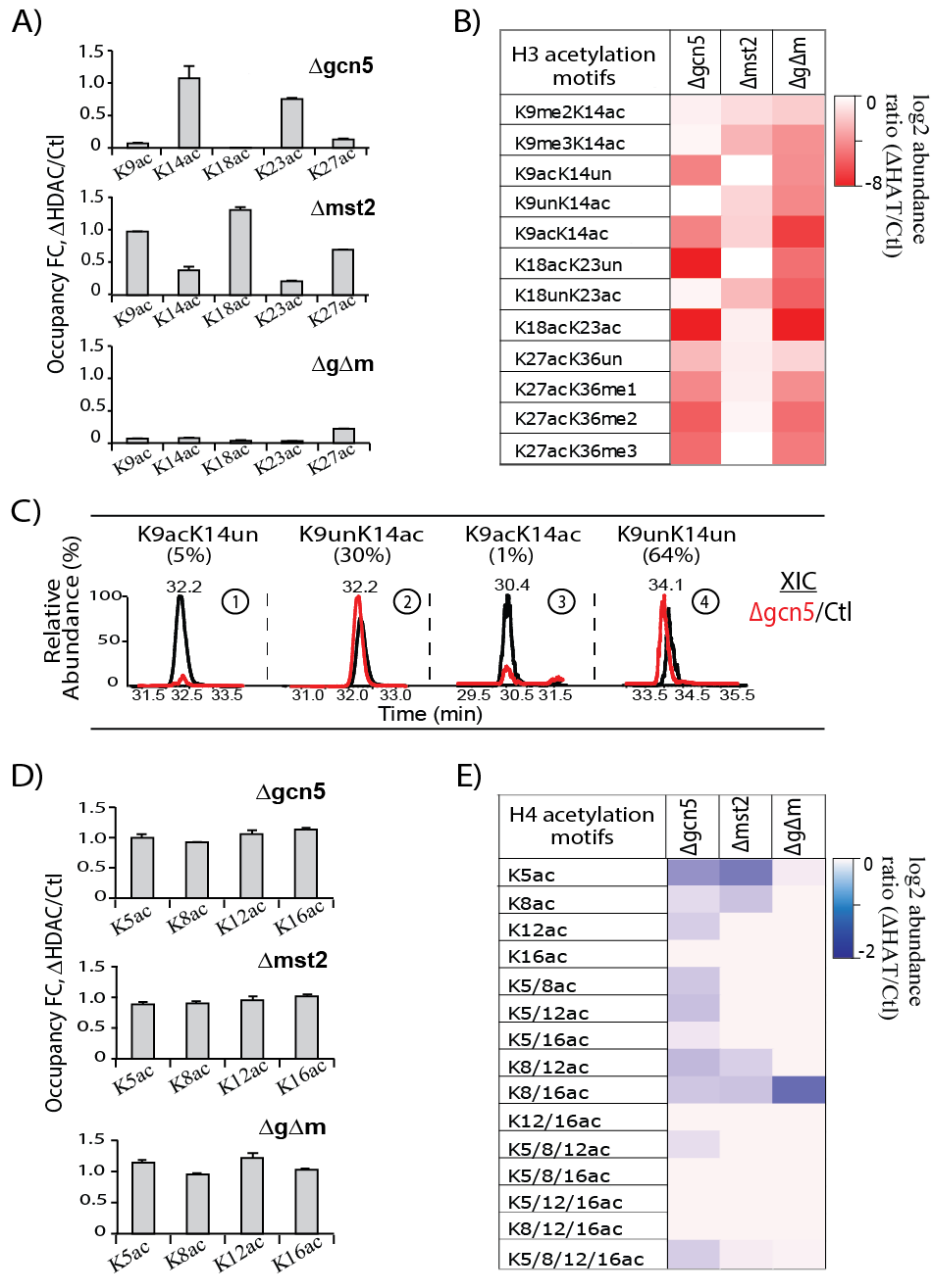 A)
Occupancy FC, ΔHDAC/Ctl
Δgcn5
1.5
1.0
0.5
0
K9ac K14ac K18ac K23ac K27ac
Δmst2
1.5
1.0
0.5
0
K9ac K14ac K18ac K23ac K27ac
ΔgΔm
1.5
1.0
0.5
0
K9ac K14ac K18ac K23ac K27ac
B)
H3 acetylation motifs
Δgcn5 Δmst2 ΔgΔm
K9me2K14ac
K9me3K14ac
K9acK14un
K9unK14ac
K9acK14ac
K18acK23un
K18unK23ac
K18acK23ac
K27acK36un
K27acK36me1
K27acK36me2
K27acK36me3
0
-8
log2 abundance
ratio (ΔHAT/Ctl)
C)
K9acK14un K9unK14ac K9acK14ac K9unK14un
(5%) (30%) (1%) (64%)
32.2 1 32.2 2 30.4 3 34.1 4
XIC
Δgcn5/Ctl
Relative
Abundance (%)
100
50
0
31.5 32.5 33.5 31.0 32.0 33.0 29.5 30.5 31.5 33.5 34.5 35.5
Time (min)
D)
Occupancy FC, ΔHDAC/Ctl
Δgcn5
1.5
1.0
0.5
0
K5ac K8ac K12ac K16ac
Δmst2
1.5
1.0
0.5
0
K5ac K8ac K12ac K16ac
ΔgΔm
1.5
1.0
0.5
0
K5ac K8ac K12ac K16ac
E)
H4 acetylation
motifs
Δgcn5 Δmst2 ΔgΔm
K5ac
K8ac
K12ac
K16ac
K5/8ac
K5/12ac
K5/16ac
K8/12ac
K8/16ac
K12/16ac
K5/8/12ac
K5/8/16ac
K5/12/16ac
K8/12/16ac
K5/8/12/16ac
0
-1
-2
log2 abundance
ratio (ΔHAT/Ctl)